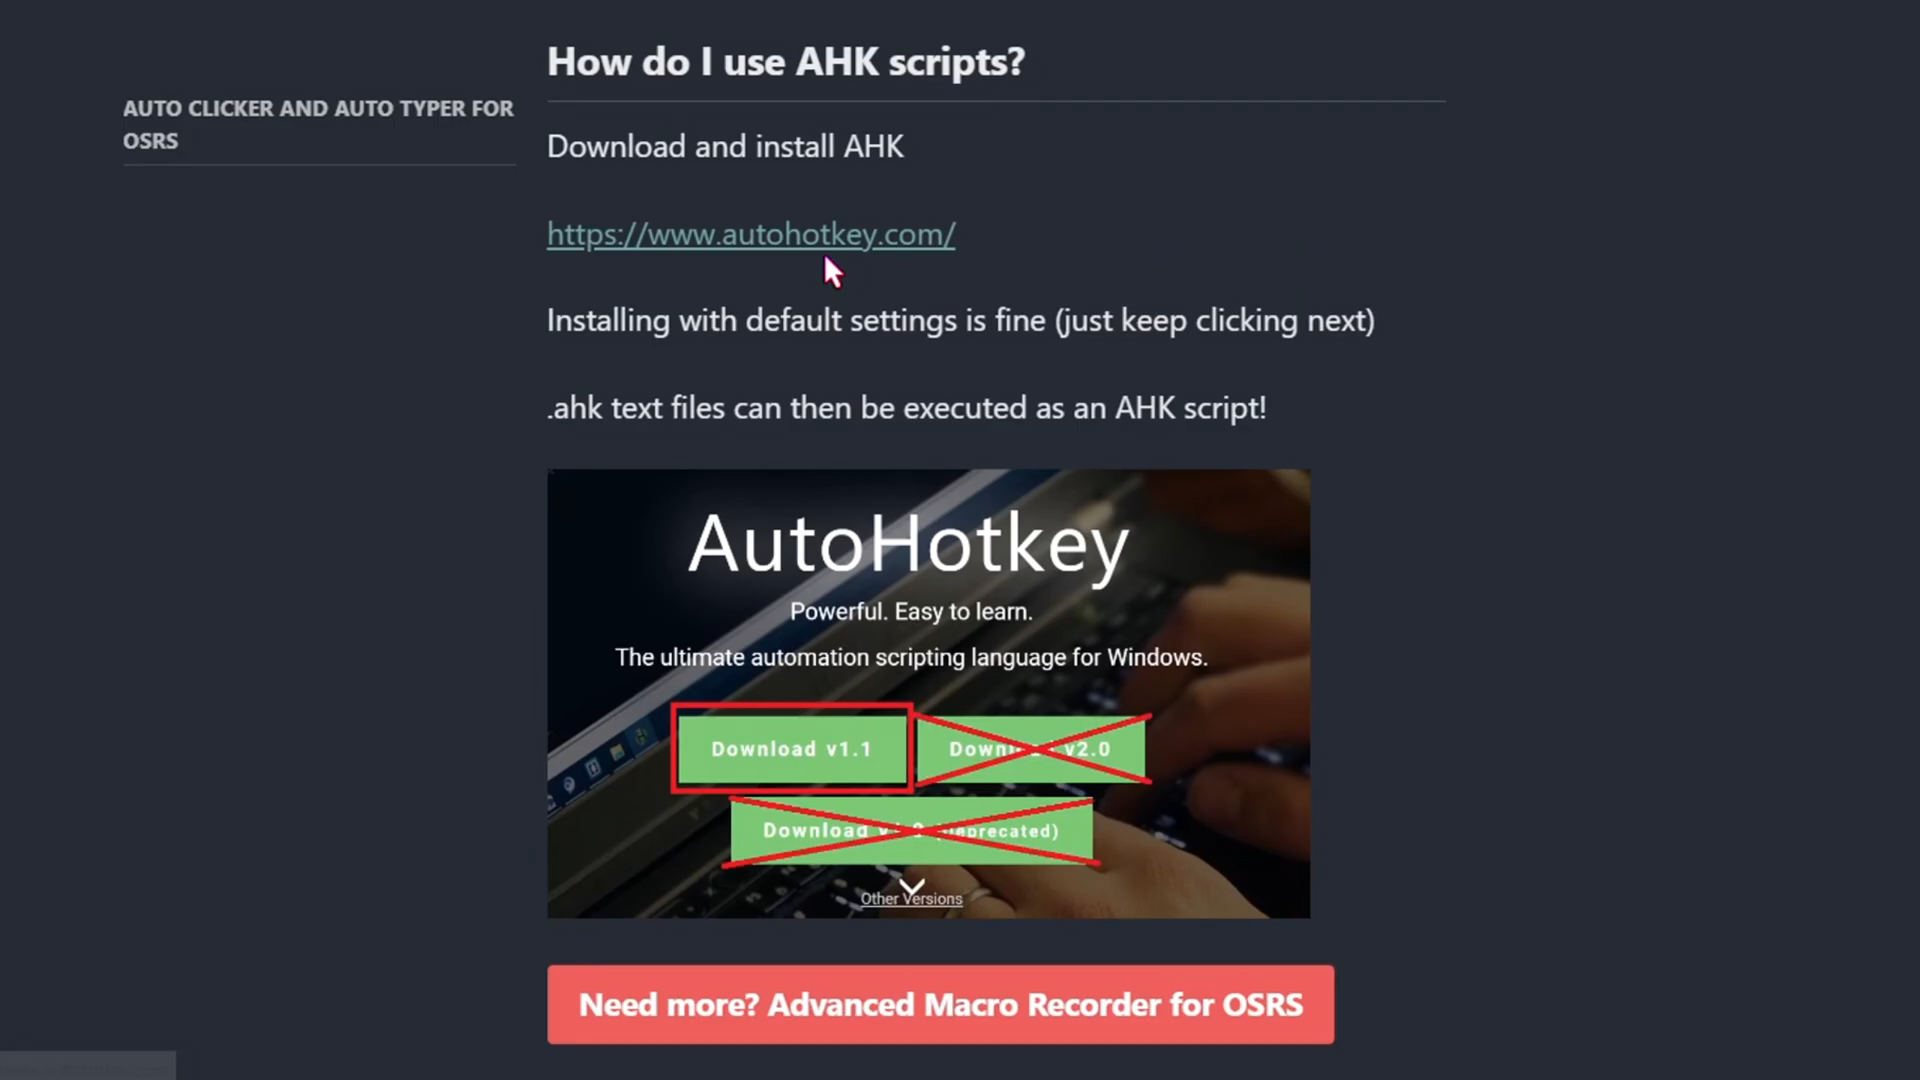 How do I use AHK scripts?
AUTO CLICKER AND AUTO TYPER FOR
OSRS
Download and install AHK
https://www.autohotkey.com/
Installing with default settings is fine (just keep clicking next)
.ahk text files can then be executed as an AHK script!
AutoHotkey
Powerful. Easy to learn.
The ultimate automation scripting language for Windows.
Download v1.1
Download v2.0
Download (deprecated)
Other Versions
Need more? Advanced Macro Recorder for OSRS